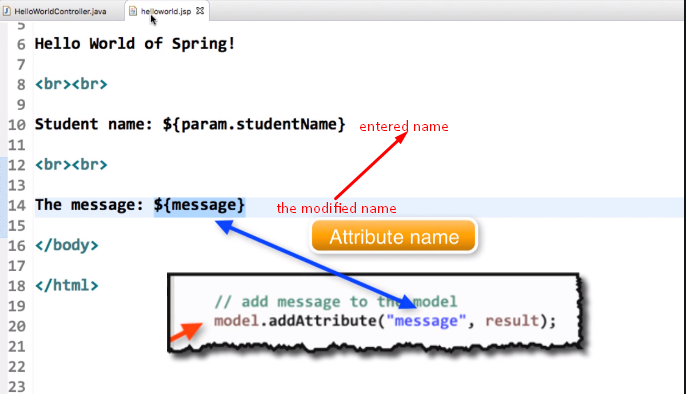 HelloWorldController.java helloworld.jsp
5
6 Hello World of Spring!
7
8 <br><br>
9
10 Student name: ${param.studentName} entered name
11
12 <br><br>
13
14 The message: ${message} the modified name
15
Attribute name
16 </body>
17
18 </html>
19
// add message to the model
20
model.addAttribute("message", result);
21
22
23